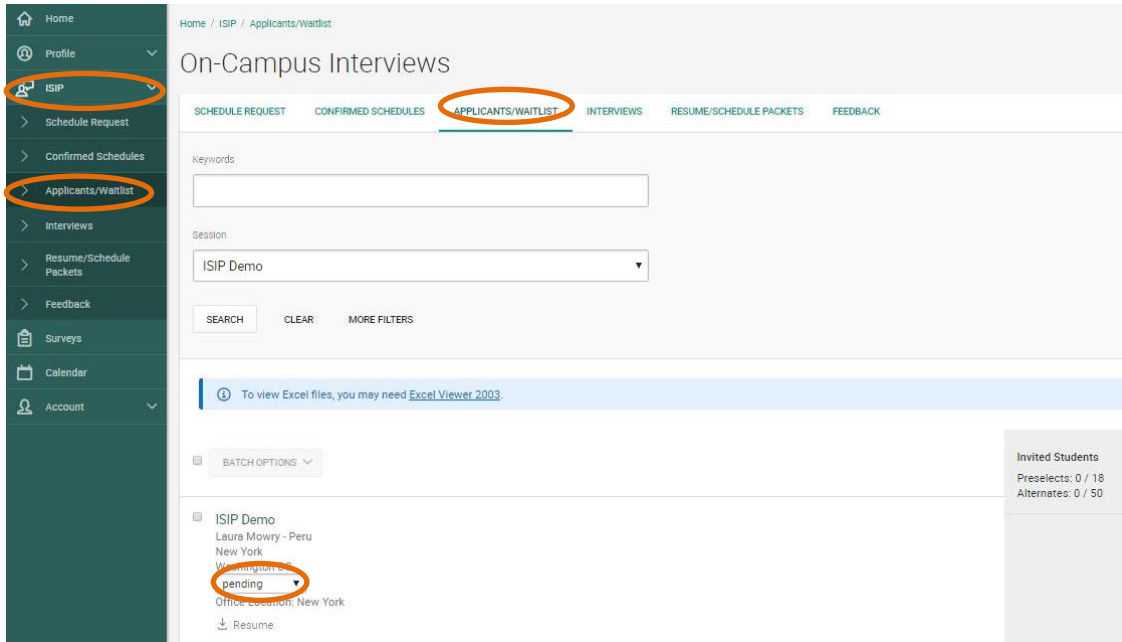 Home
Profile
ISIP
Schedule Request
Confirmed Schedules
Applicants/Waitlist
Interviews
Resume/Schedule
Packets
Feedback
Surveys
Calendar
Account
Home / ISIP / Applicants/Waitlist
On-Campus Interviews
SCHEDULE REQUEST CONFIRMED SCHEDULES APPLICANTS/WAITLIST INTERVIEWS RESUME/SCHEDULE PACKETS FEEDBACK
Keywords
Session
ISIP Demo
SEARCH CLEAR MORE FILTERS
To view Excel files, you may need Excel Viewer 2003.
BATCH OPTIONS
ISIP Demo
Laura Mowry - Peru
New York
Washington DC
pending
Office Location: New York
Resume
Invited Students
Preselects: 0 / 18
Alternates: 0 / 50